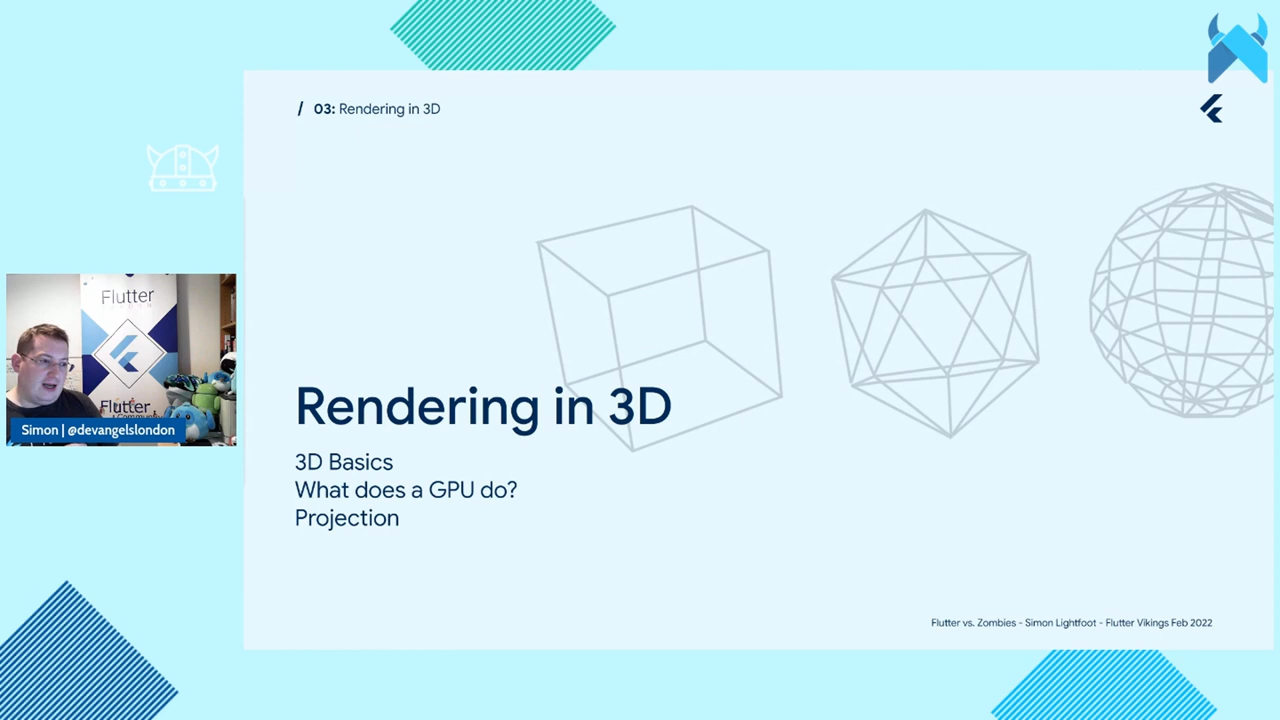 / 03: Rendering in 3D
Flutter
Flutter
Simon | @devangelslondon
Rendering in 3D
3D Basics
What does a GPU do?
Projection
Flutter vs. Zombies - Simon Lightfoot - Flutter Vikings Feb 2022